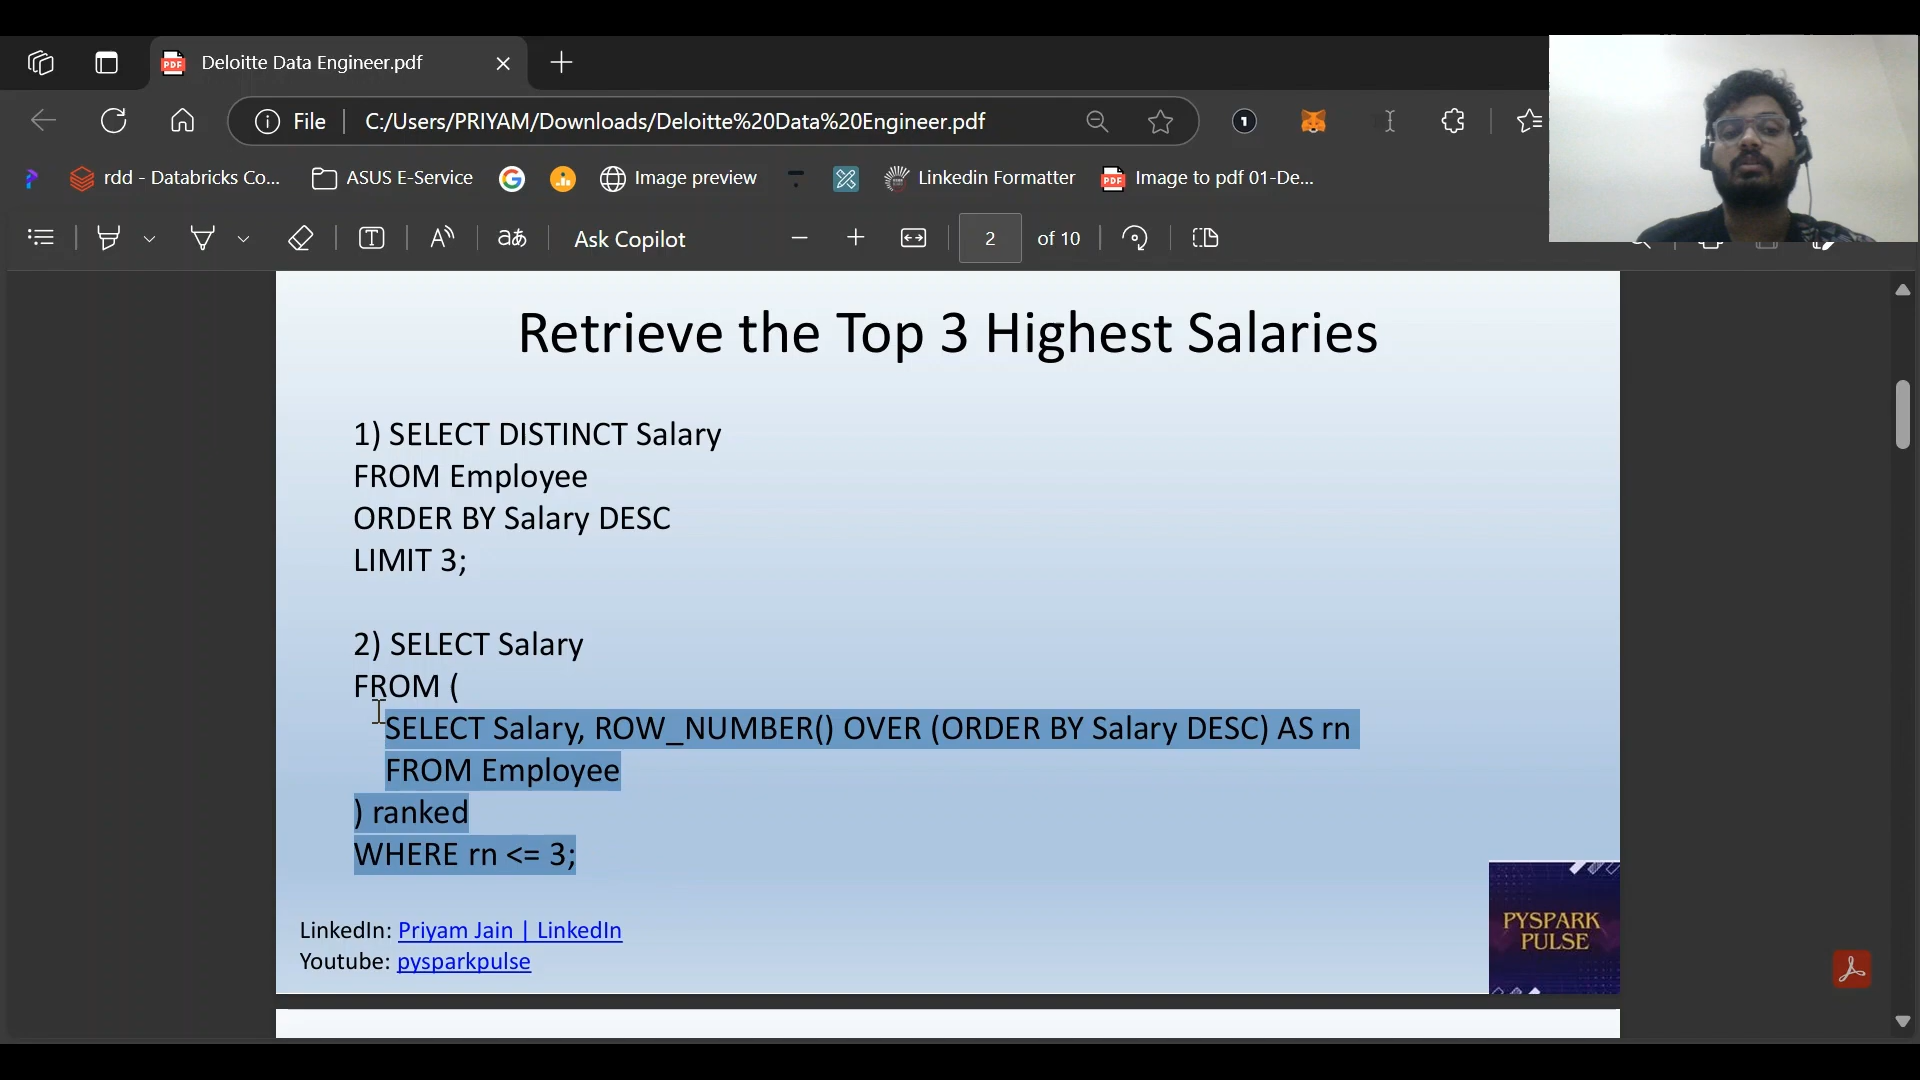 Deloitte Data Engineer.pdf
File
C:/Users/PRIYAM/Downloads/Deloitte%20Data%20Engineer.pdf
rdd - Databricks Co...
ASUS E-Service
Image preview
Linkedin Formatter
PDF
Image to pdf 01-De...
Ask Copilot
2
of 10
Retrieve the Top 3 Highest Salaries
1) SELECT DISTINCT Salary
FROM Employee
ORDER BY Salary DESC
LIMIT 3;
2) SELECT Salary
FROM (
SELECT Salary, ROW_NUMBER() OVER (ORDER BY Salary DESC) AS rn
FROM Employee
) ranked
WHERE rn <= 3;
LinkedIn: Priyam Jain | LinkedIn
Youtube: pysparkpulse
PYSPARK
PULSE